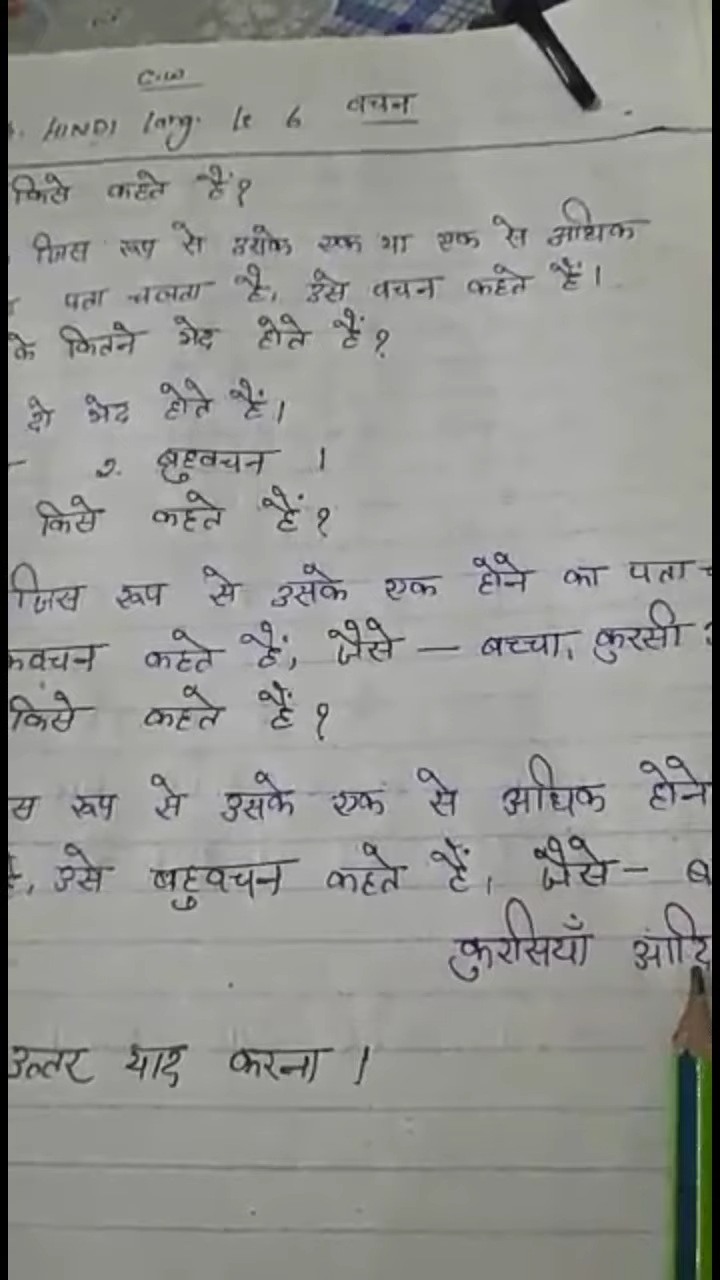 C.W
HINDI Lang. Le 6 वचन
किसे कहते हैं?
जिस रूप से उसके एक या एक से अधिक
पता चलता है, उसे वचन कहते हैं।
के कितने भेद होते हैं?
दो भेद होते हैं।
2. बहुवचन ।
किसे कहते हैं?
जिस रूप से उसके एक होने का पता
कवचन कहते हैं, जैसे – बच्चा, कुरसी
किसे कहते हैं?
स रूप से उसके एक से अधिक होने
है, उसे बहुवचन कहते हैं, जैसे– ब
कुरसियाँ आदि
उत्तर याद करना ।